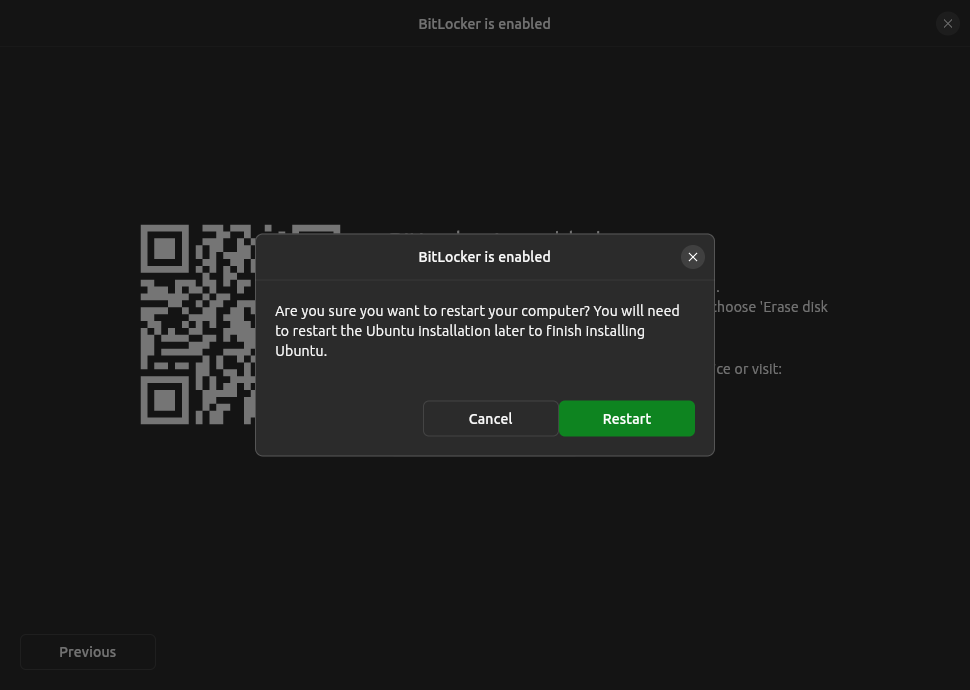 BitLocker is enabled
BitLocker is enabled
Are you sure you want to restart your computer? You will need
to restart the Ubuntu installation later to finish installing
Ubuntu.
choose 'Erase disk
or visit:
Cancel
Restart
Previous